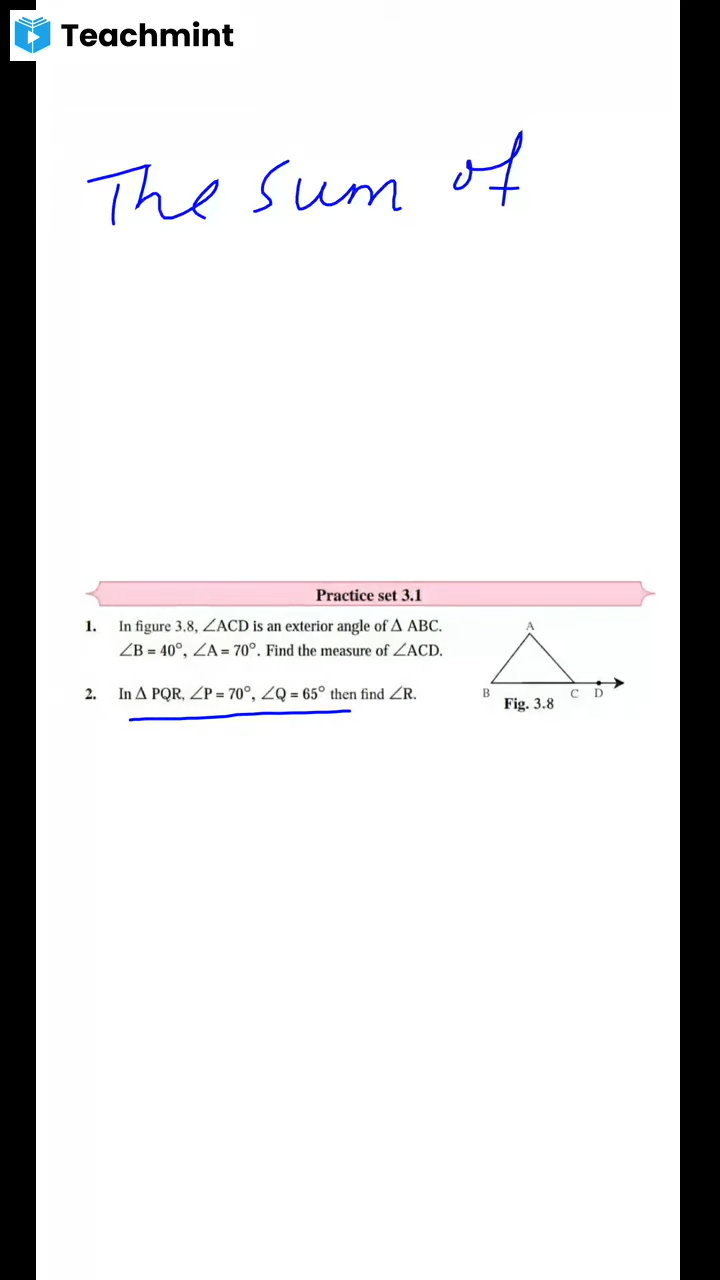 Teachmint
The sum of
Practice set 3.1
1. In figure 3.8, ∠ACD is an exterior angle of Δ ABC.
∠B = 40°, ∠A = 70°. Find the measure of ∠ACD.
2. In Δ PQR, ∠P = 70°, ∠Q = 65° then find ∠R.
A
B C D
Fig. 3.8